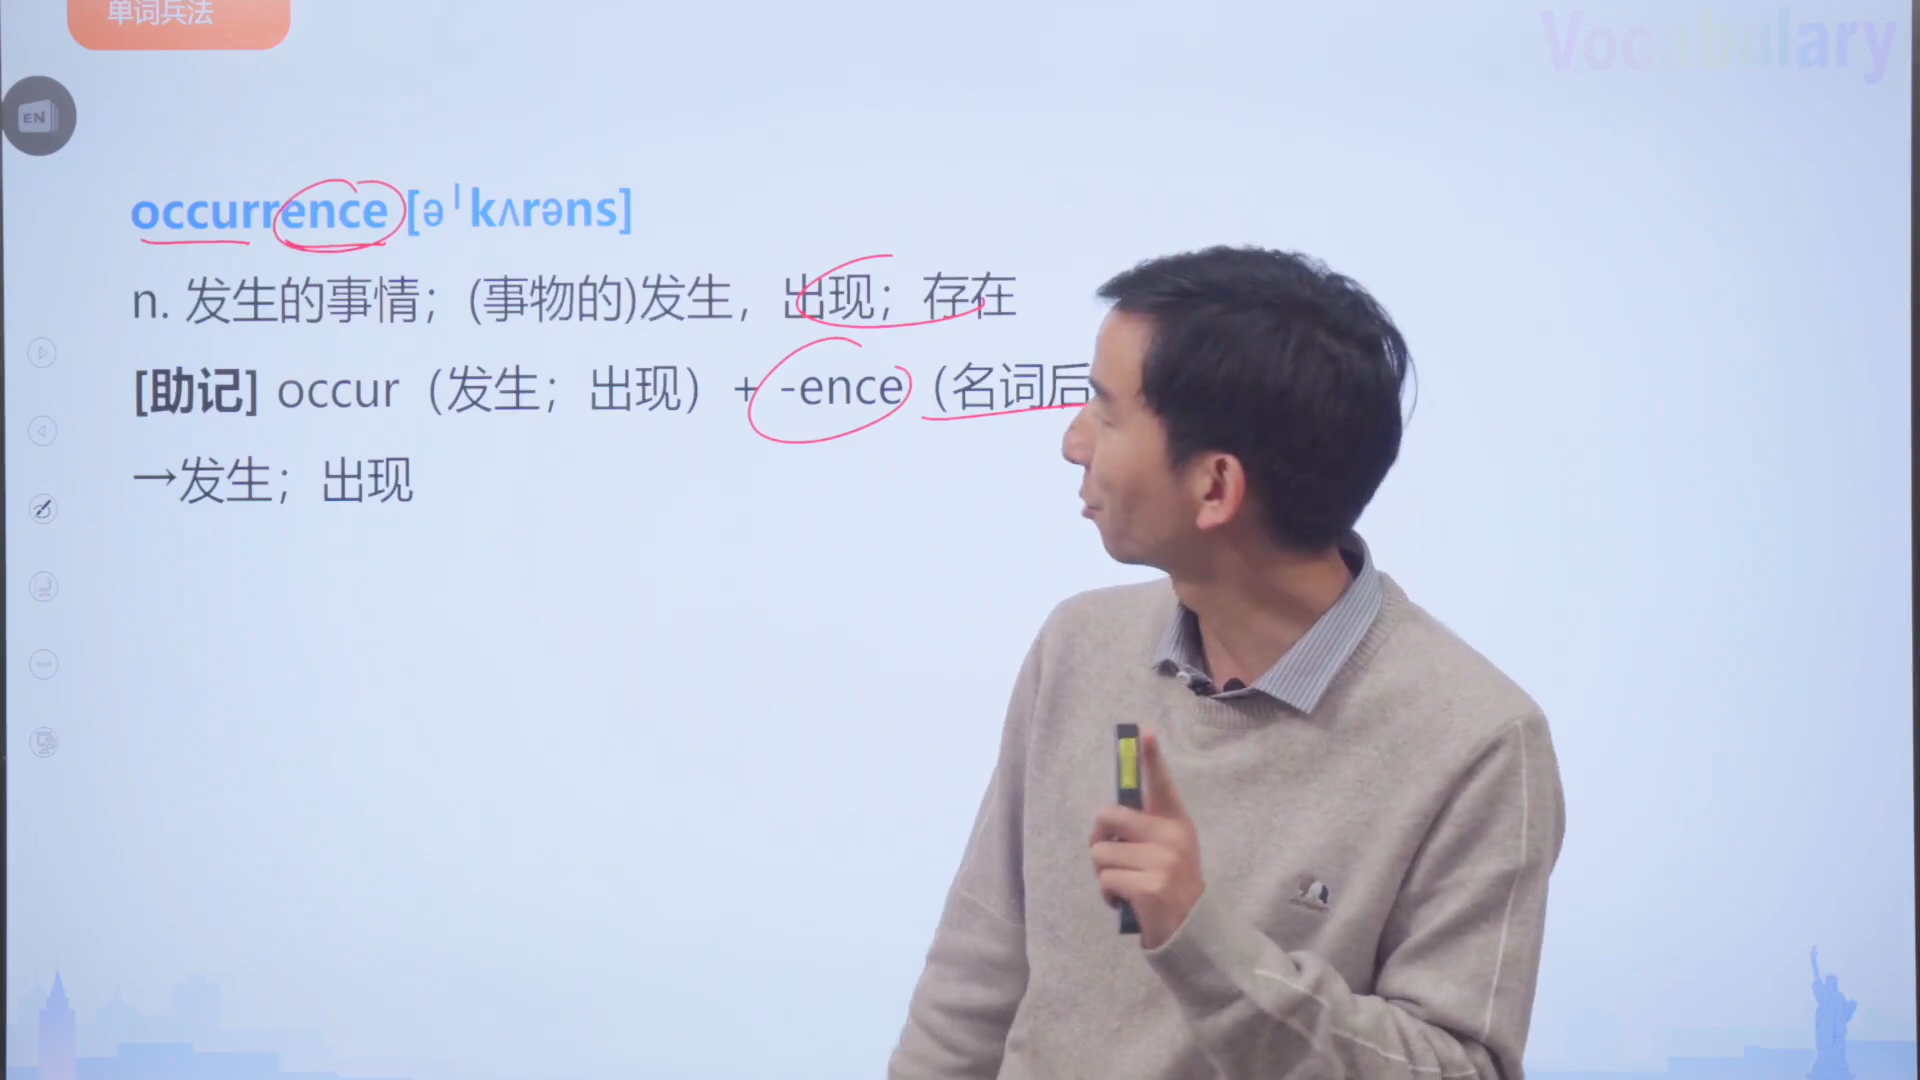 单词兵法
Vocabulary
EN
occurrence [əˈkʌrəns]
n. 发生的事情；(事物的)发生，出现；存在
[助记] occur（发生；出现）+ -ence（名词后
→发生；出现